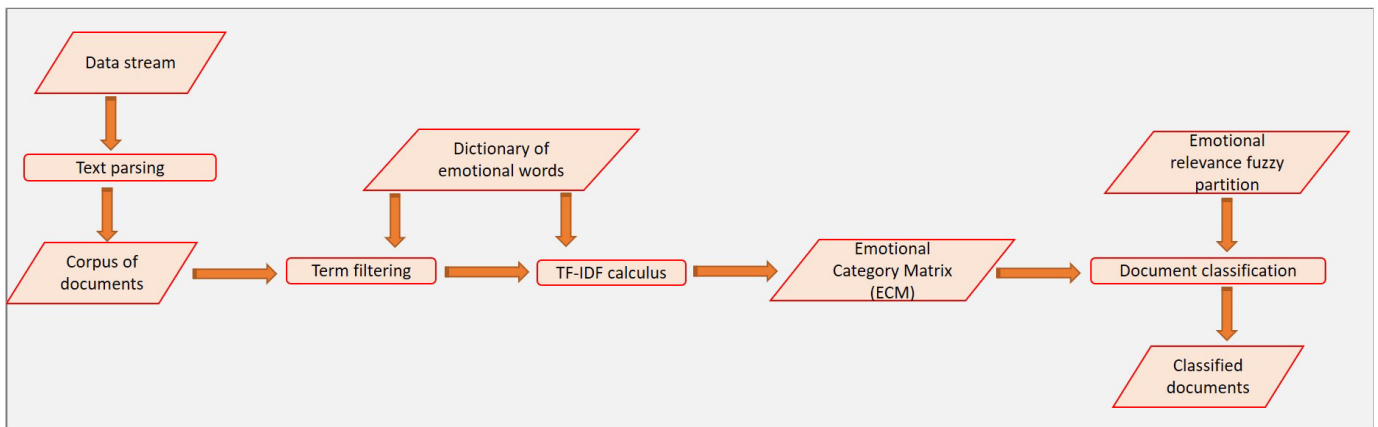 Data stream
Text parsing
Corpus of
documents
Dictionary of
emotional words
Term filtering
TF-IDF calculus
Emotional
Category Matrix
(ECM)
Emotional
relevance fuzzy
partition
Document classification
Classified
documents